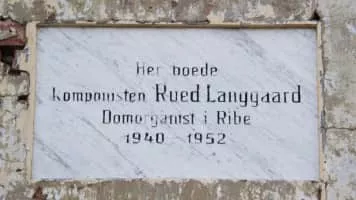 Her boede
Komponisten Rued Langgaard
Domorganist i Ribe
1940 - 1952